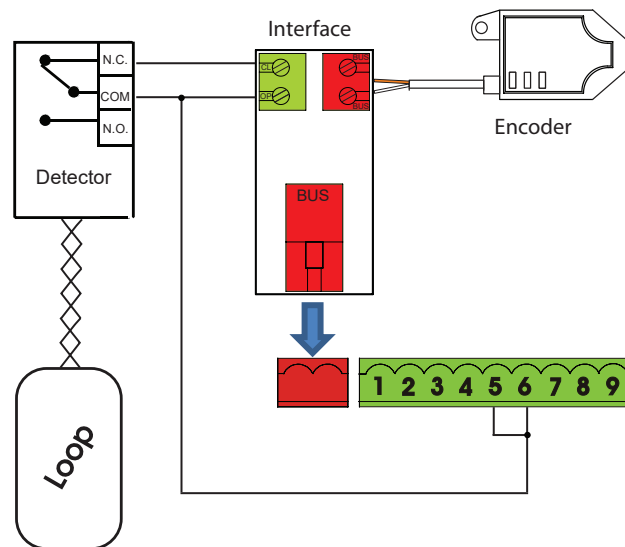 Interface
N.C.
COM
N.O.
Detector
CL
OP
BUS
BUS
Encoder
BUS
1 2 3 4 5 6 7 8 9
Loop